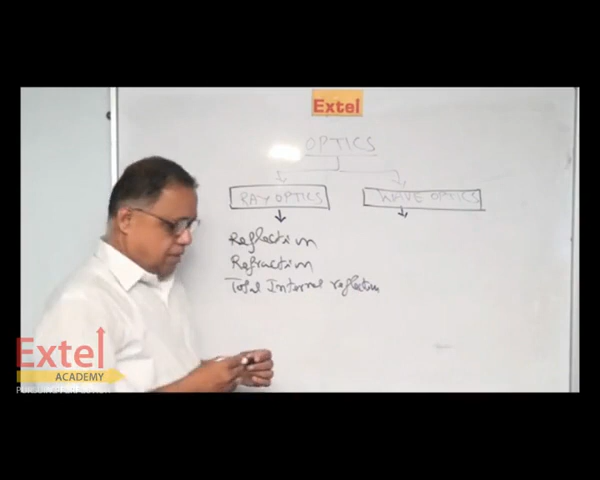 Extel
OPTICS
RAY OPTICS
WAVE OPTICS
Reflection
Refraction
Total Internal reflection
Extel
ACADEMY